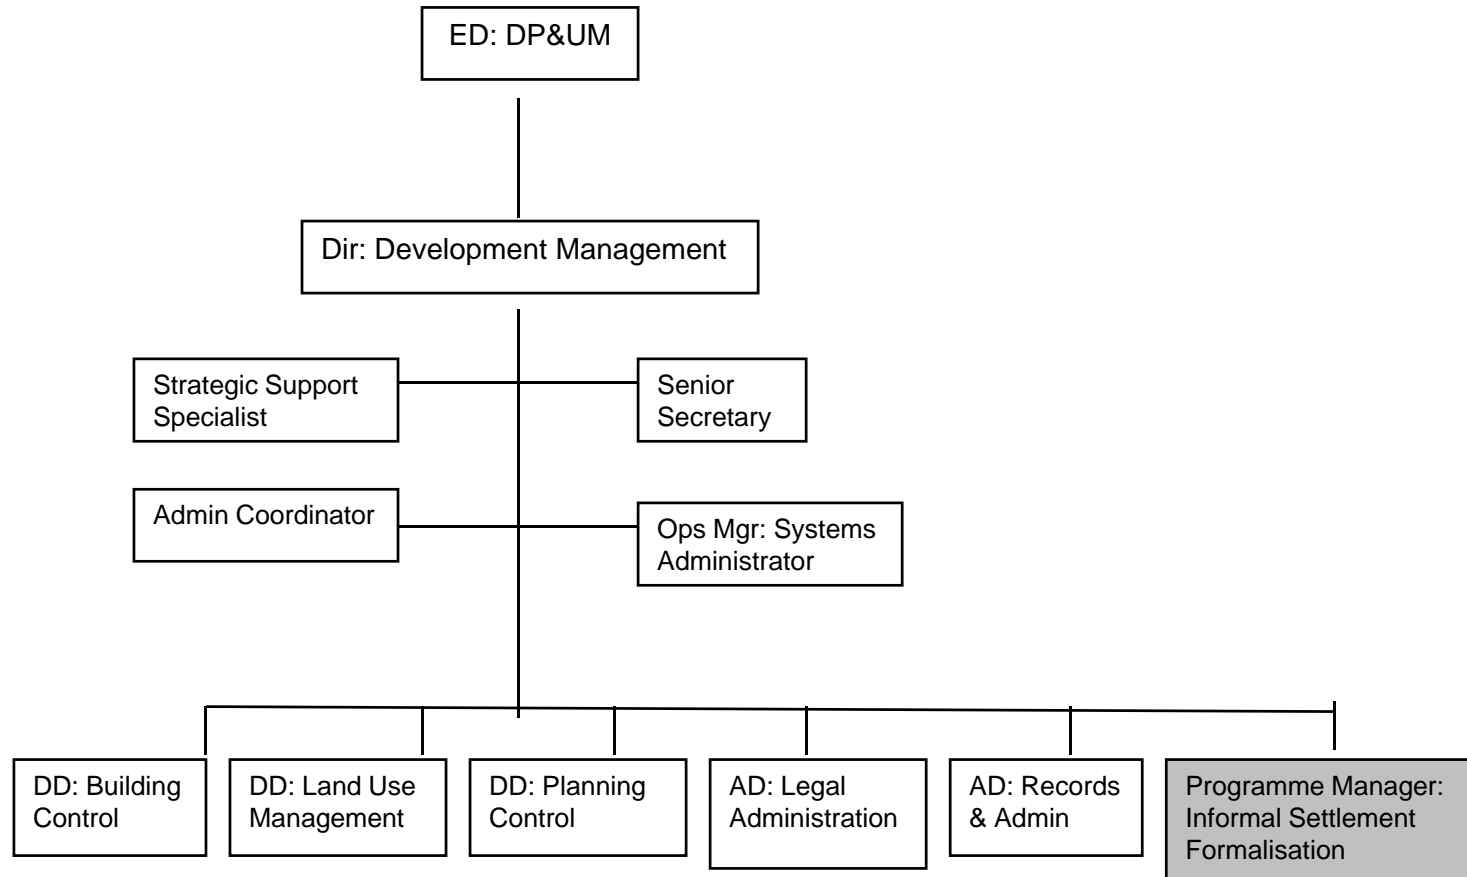 ED: DP&UM
Dir: Development Management
Strategic Support
Specialist
Senior
Secretary
Admin Coordinator
Ops Mgr: Systems
Administrator
DD: Building
Control
DD: Land Use
Management
DD: Planning
Control
AD: Legal
Administration
AD: Records
& Admin
Programme Manager:
Informal Settlement
Formalisation